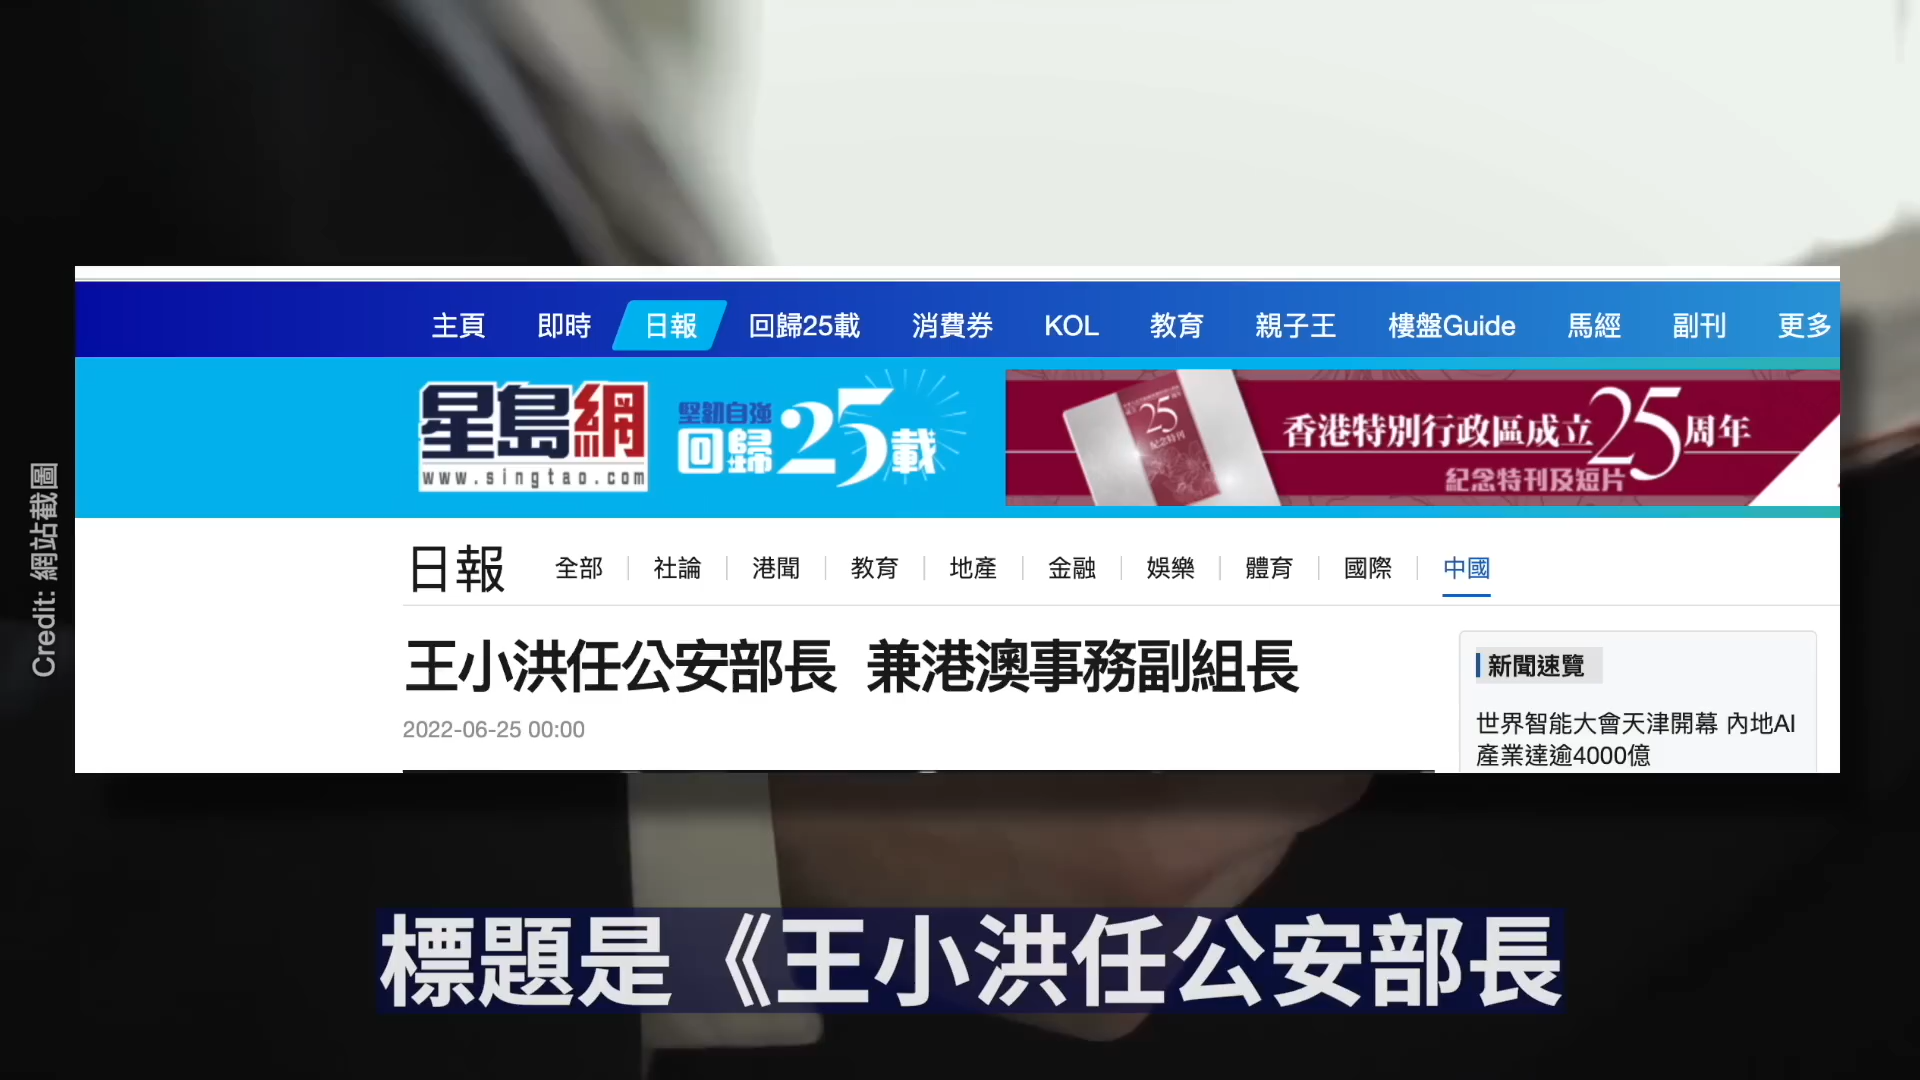 主頁 即時 日報 回歸25載 消費券 KOL 教育 親子王 樓盤Guide 馬經 副刊 更多
星島網
www.singtao.com
堅韌自強
回歸25載
25
紀念特刊
香港特別行政區成立25周年
紀念特刊及短片
日報 全部 社論 港聞 教育 地產 金融 娛樂 體育 國際 中國
王小洪任公安部長 兼港澳事務副組長
2022-06-25 00:00
新聞速覽
世界智能大會天津開幕 內地AI
產業達逾4000億
Credit: 網站截圖
標題是《王小洪任公安部長